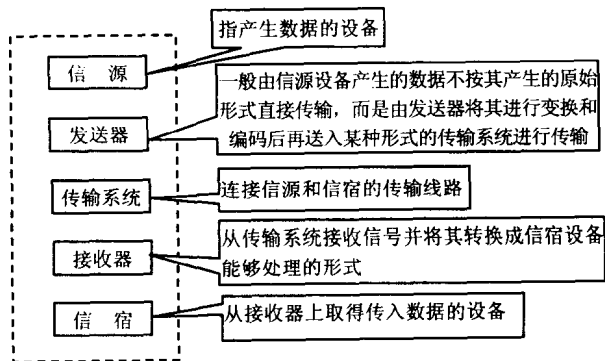 指产生数据的设备
信 源
一般由信源设备产生的数据不按其产生的原始
形式直接传输，而是由发送器将其进行变换和
编码后再送入某种形式的传输系统进行传输
发送器
传输系统
连接信源和信宿的传输线路
从传输系统接收信号并将其转换成信宿设备
能够处理的形式
接收器
信 宿
从接收器上取得传入数据的设备